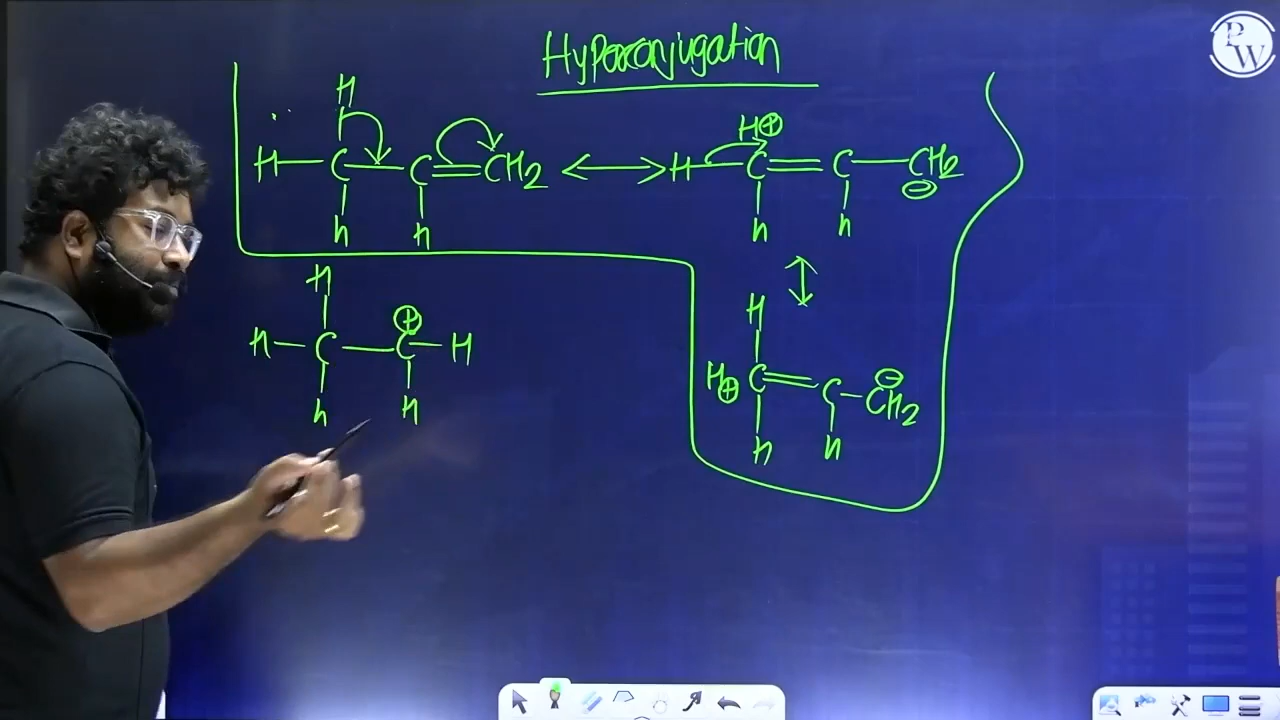 Hyperconjugation
PW
H H⊕
H—C—C=CH2 ⟷ H—C=C—CH2
⊖
h h h h
↕
H H
⊕
H—C—C—H H⊕ C=C—CH2
⊖
h h h h